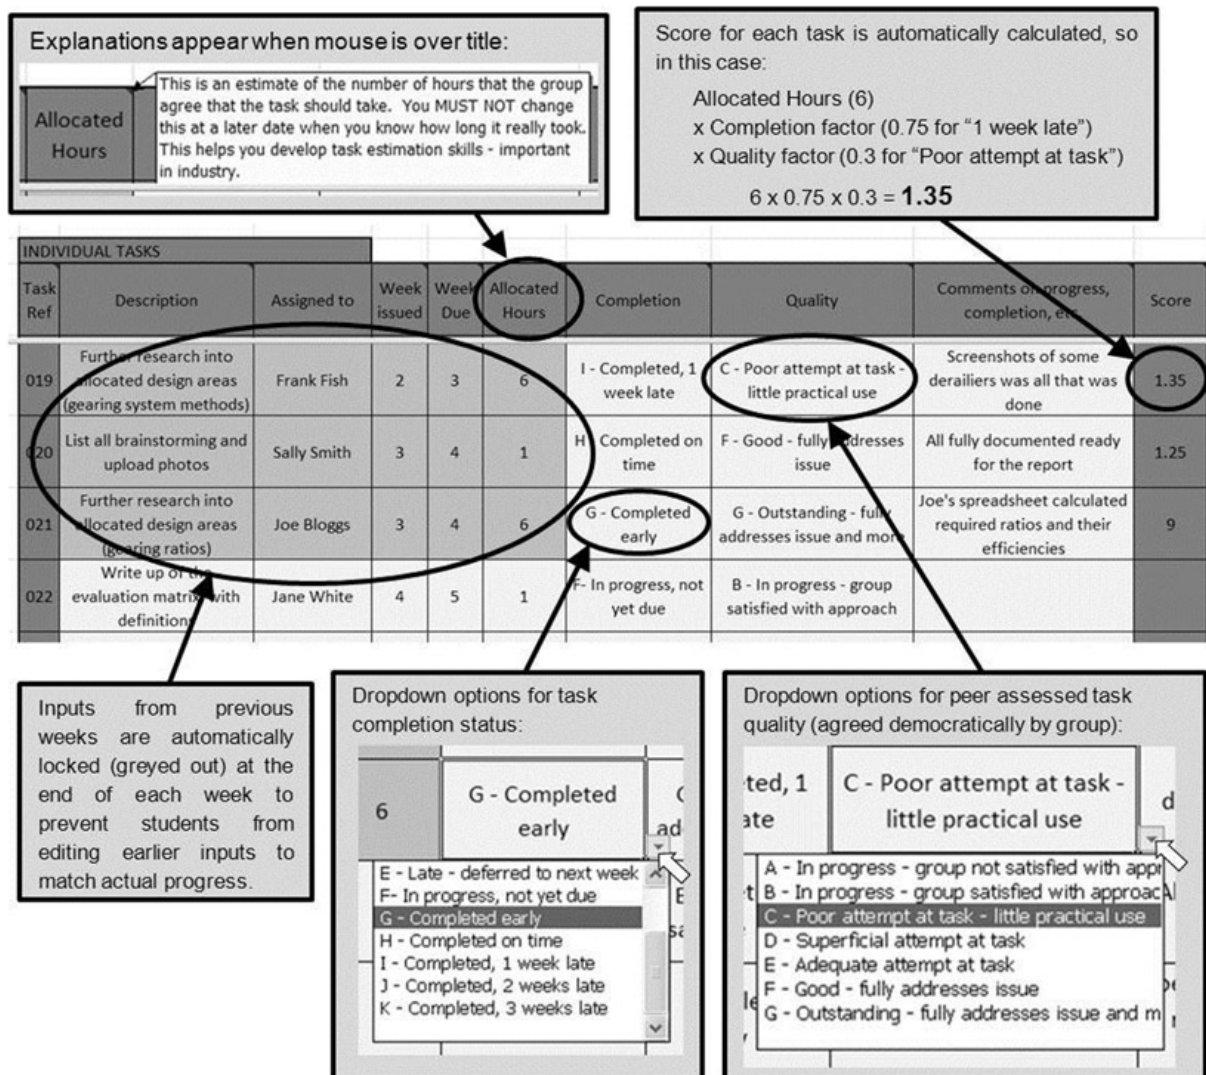 Explanations appear when mouse is over title:
Allocated
Hours
This is an estimate of the number of hours that the group
agree that the task should take. You MUST NOT change
this at a later date when you know how long it really took.
This helps you develop task estimation skills - important
in industry.
Score for each task is automatically calculated, so
in this case:
Allocated Hours (6)
x Completion factor (0.75 for “1 week late”)
x Quality factor (0.3 for “Poor attempt at task”)
6 x 0.75 x 0.3 = 1.35
INDIVIDUAL TASKS
Task
Ref
Description
Assigned to
Week
issued
Week
Due
Allocated
Hours
Completion
Quality
Comments on progress,
completion, etc
Score
019
Further research into
allocated design areas
(gearing system methods)
Frank Fish
2
3
6
I - Completed, 1
week late
C - Poor attempt at task -
little practical use
Screenshots of some
derailiers was all that was
done
1.35
020
List all brainstorming and
upload photos
Sally Smith
3
4
1
H - Completed on
time
F - Good - fully addresses
issue
All fully documented ready
for the report
1.25
021
Further research into
allocated design areas
(gearing ratios)
Joe Bloggs
3
4
6
G - Completed
early
G - Outstanding - fully
addresses issue and more
Joe's spreadsheet calculated
required ratios and their
efficiencies
9
022
Write up of the
evaluation matrix with
definitions
Jane White
4
5
1
F- In progress, not
yet due
B - In progress - group
satisfied with approach
Inputs from previous
weeks are automatically
locked (greyed out) at the
end of each week to
prevent students from
editing earlier inputs to
match actual progress.
Dropdown options for task
completion status:
6
G - Completed
early
E - Late - deferred to next week
F- In progress, not yet due
G - Completed early
H - Completed on time
I - Completed, 1 week late
J - Completed, 2 weeks late
K - Completed, 3 weeks late
Dropdown options for peer assessed task
quality (agreed democratically by group):
C - Poor attempt at task -
little practical use
A - In progress - group not satisfied with appr
B - In progress - group satisfied with approac
C - Poor attempt at task - little practical use
D - Superficial attempt at task
E - Adequate attempt at task
F - Good - fully addresses issue
G - Outstanding - fully addresses issue and m